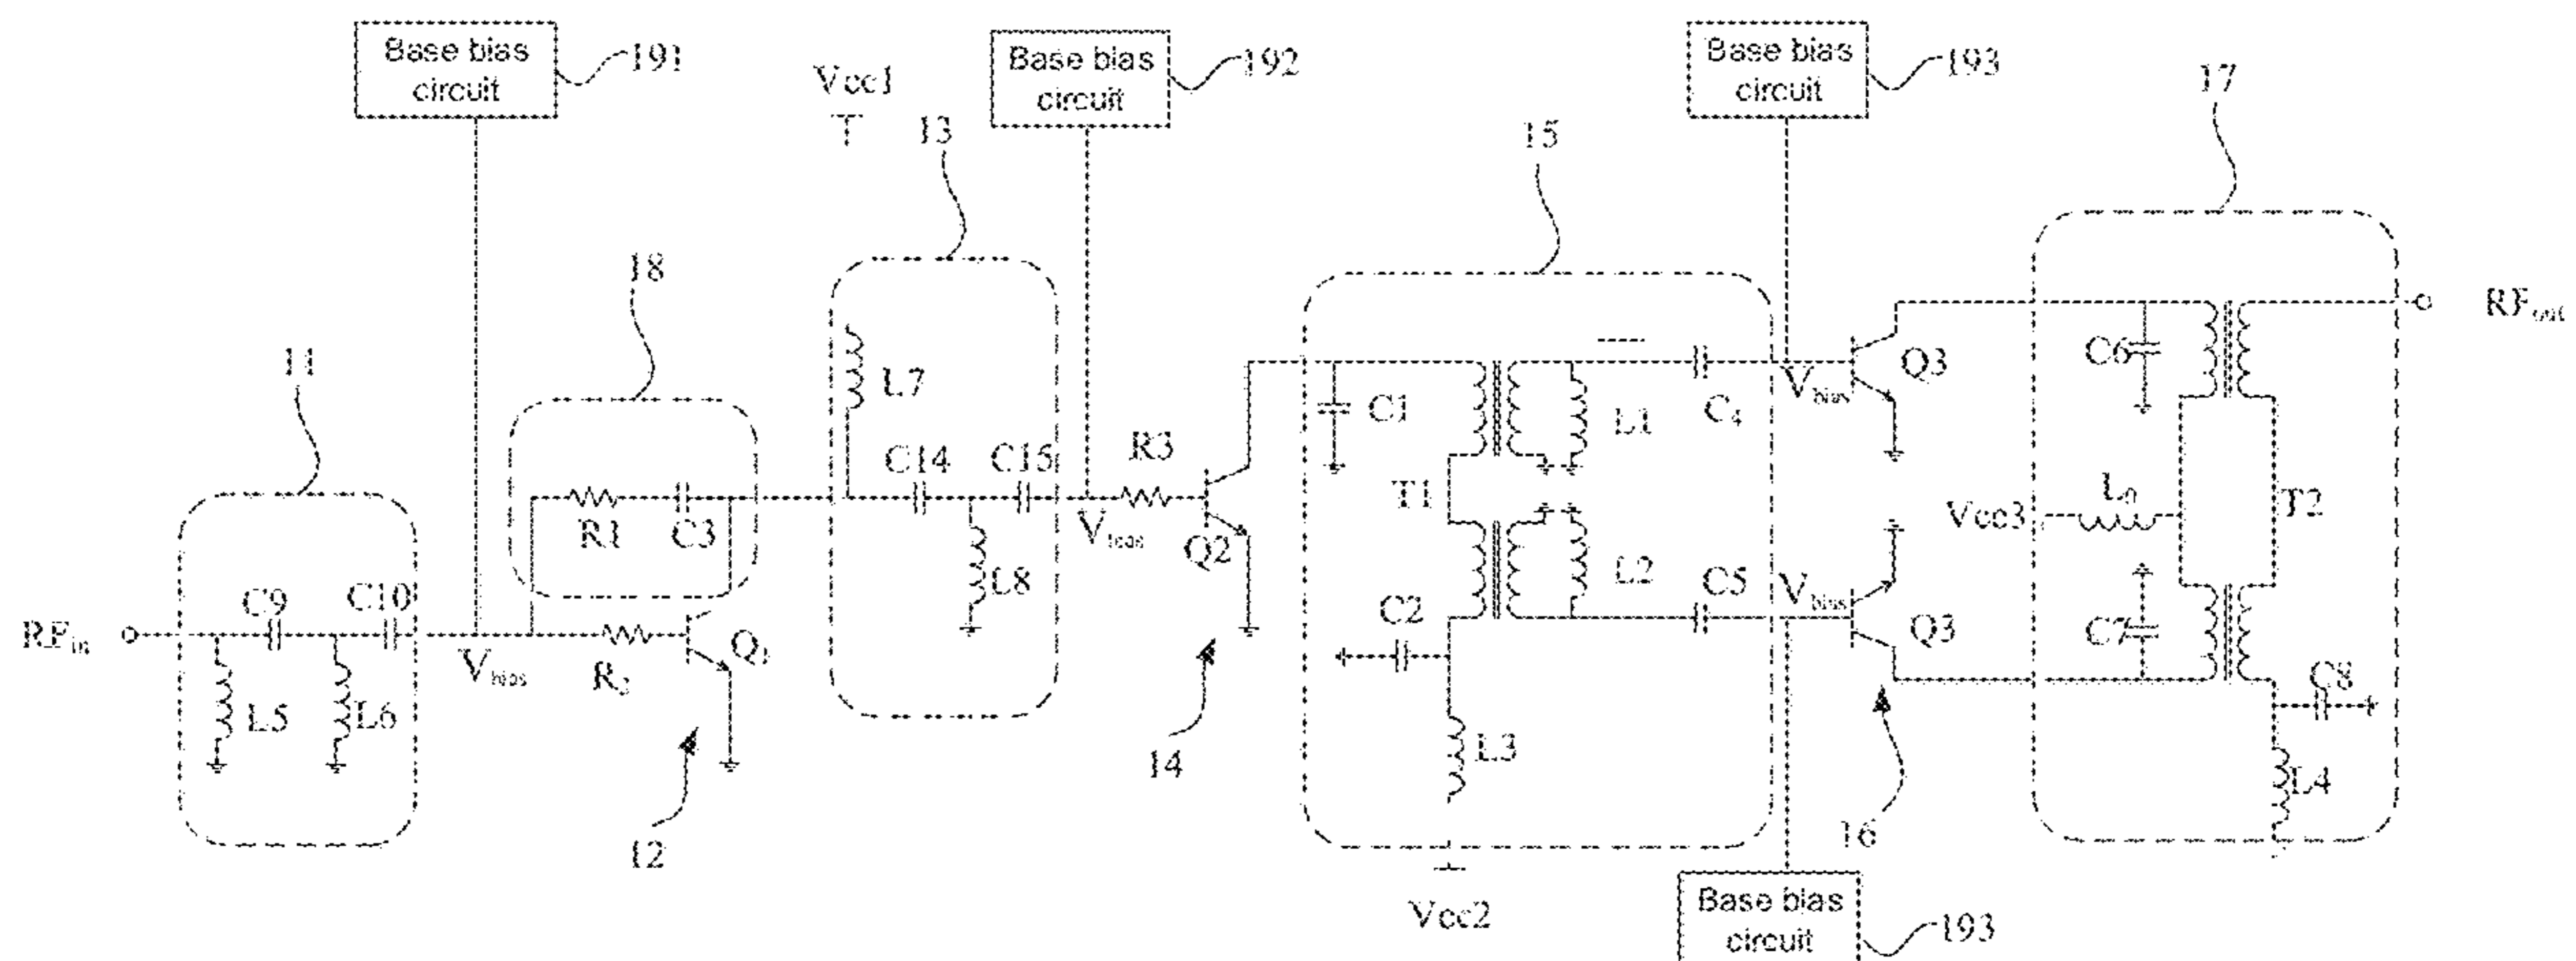 Base bias
circuit
191
Vcc1
Base bias
circuit
192
Base bias
circuit
193
17
13
15
18
RFout
11
L7
C14
C15
R3
C1
L1
C4
Vbias
Q3
C6
R1
C3
Vbias
Q2
T1
Vcc3
L0
T2
C9
C10
L8
C2
L2
C5
Vbias
Q3
C7
RFin
Vbias
R2
Q1
C8
L5
L6
14
L3
L4
12
16
Vcc2
Base bias
circuit
193